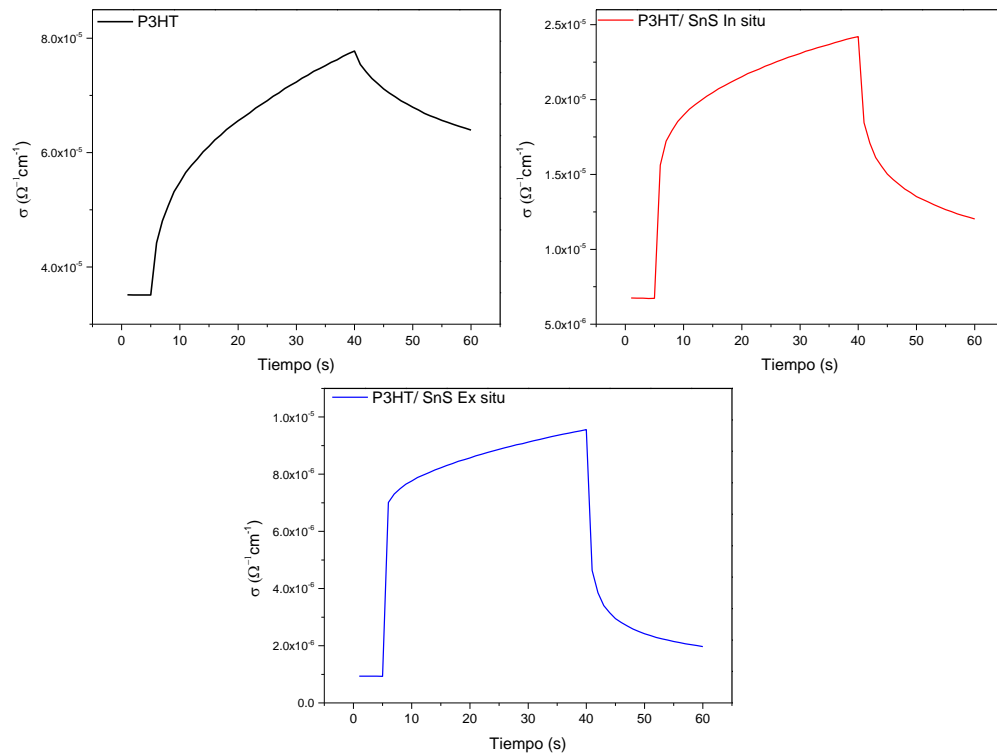 P3HT
8.0x10⁻⁵
6.0x10⁻⁵
4.0x10⁻⁵
σ (Ω⁻¹cm⁻¹)
0 10 20 30 40 50 60
Tiempo (s)
P3HT/ SnS In situ
2.5x10⁻⁵
2.0x10⁻⁵
1.5x10⁻⁵
1.0x10⁻⁵
5.0x10⁻⁶
σ (Ω⁻¹cm⁻¹)
0 10 20 30 40 50 60
Tiempo (s)
P3HT/ SnS Ex situ
1.0x10⁻⁵
8.0x10⁻⁶
6.0x10⁻⁶
4.0x10⁻⁶
2.0x10⁻⁶
0.0
σ (Ω⁻¹cm⁻¹)
0 10 20 30 40 50 60
Tiempo (s)